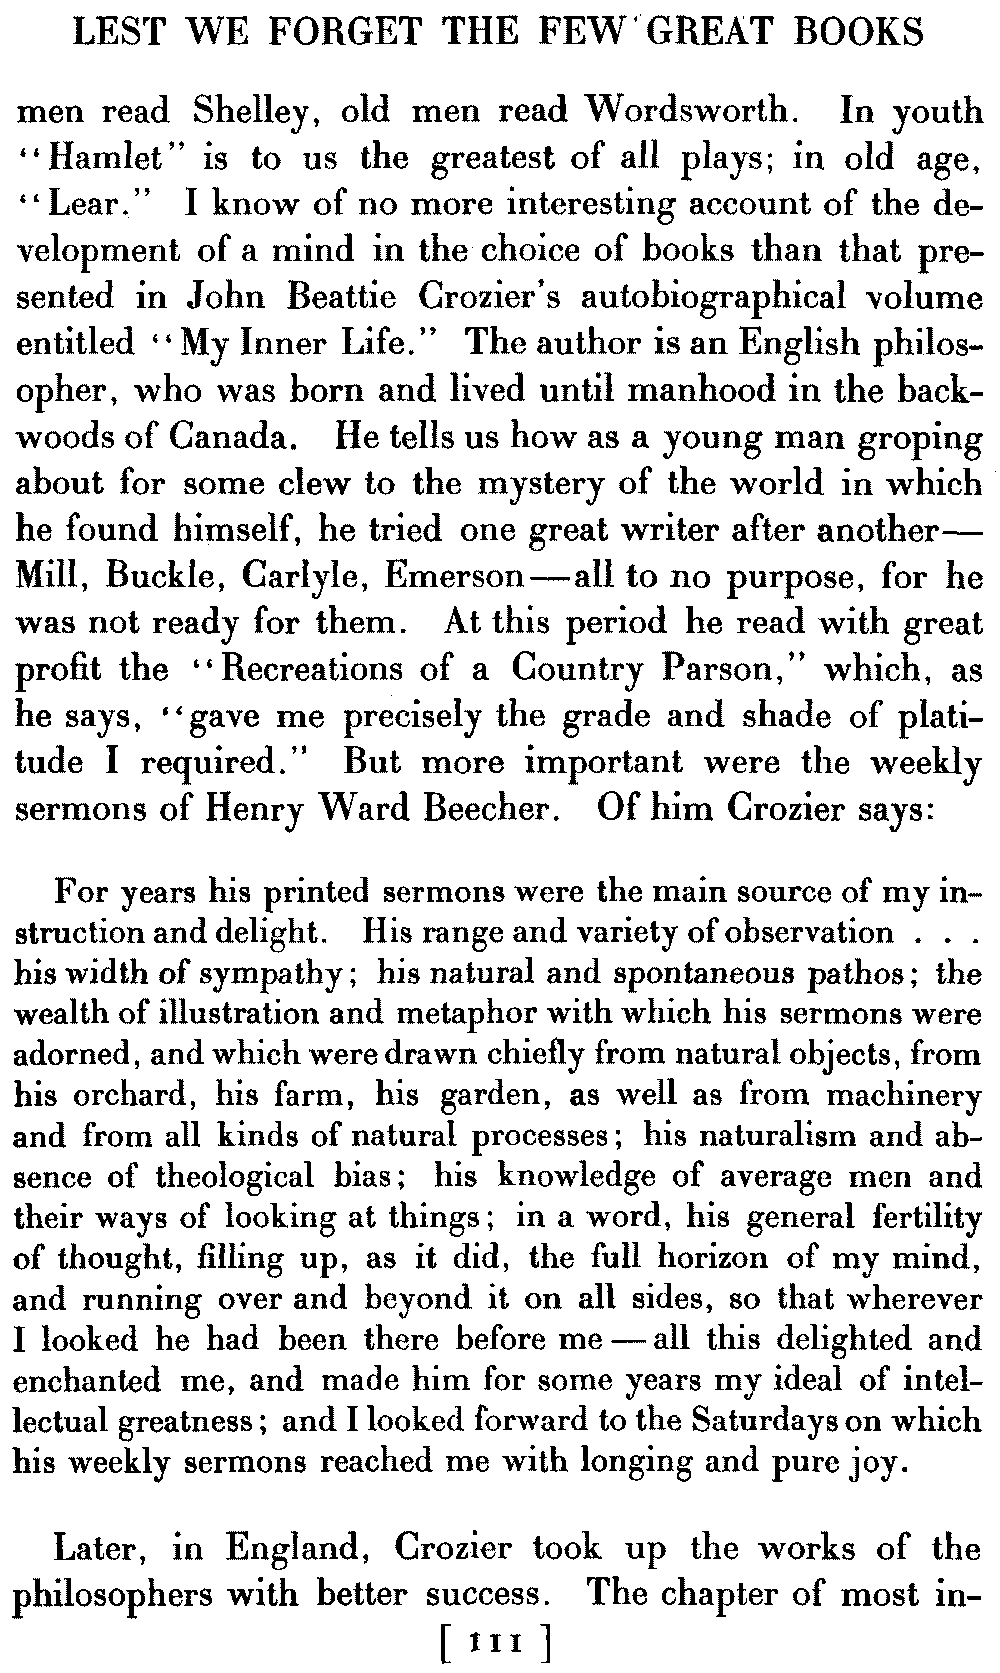 LEST WE FORGET THE FEW GREAT BOOKS
men read Shelley, old men read Wordsworth. In youth
"Hamlet" is to us the greatest of all plays; in old age,
"Lear." I know of no more interesting account of the de-
velopment of a mind in the choice of books than that pre-
sented in John Beattie Crozier's autobiographical volume
entitled "My Inner Life." The author is an English philos-
opher, who was born and lived until manhood in the back-
woods of Canada. He tells us how as a young man groping
about for some clew to the mystery of the world in which
he found himself, he tried one great writer after another—
Mill, Buckle, Carlyle, Emerson—all to no purpose, for he
was not ready for them. At this period he read with great
profit the "Recreations of a Country Parson," which, as
he says, "gave me precisely the grade and shade of plati-
tude I required." But more important were the weekly
sermons of Henry Ward Beecher. Of him Crozier says:
For years his printed sermons were the main source of my in-
struction and delight. His range and variety of observation . . .
his width of sympathy; his natural and spontaneous pathos; the
wealth of illustration and metaphor with which his sermons were
adorned, and which were drawn chiefly from natural objects, from
his orchard, his farm, his garden, as well as from machinery
and from all kinds of natural processes; his naturalism and ab-
sence of theological bias; his knowledge of average men and
their ways of looking at things; in a word, his general fertility
of thought, filling up, as it did, the full horizon of my mind,
and running over and beyond it on all sides, so that wherever
I looked he had been there before me—all this delighted and
enchanted me, and made him for some years my ideal of intel-
lectual greatness; and I looked forward to the Saturdays on which
his weekly sermons reached me with longing and pure joy.
Later, in England, Crozier took up the works of the
philosophers with better success. The chapter of most in-
[ 111 ]